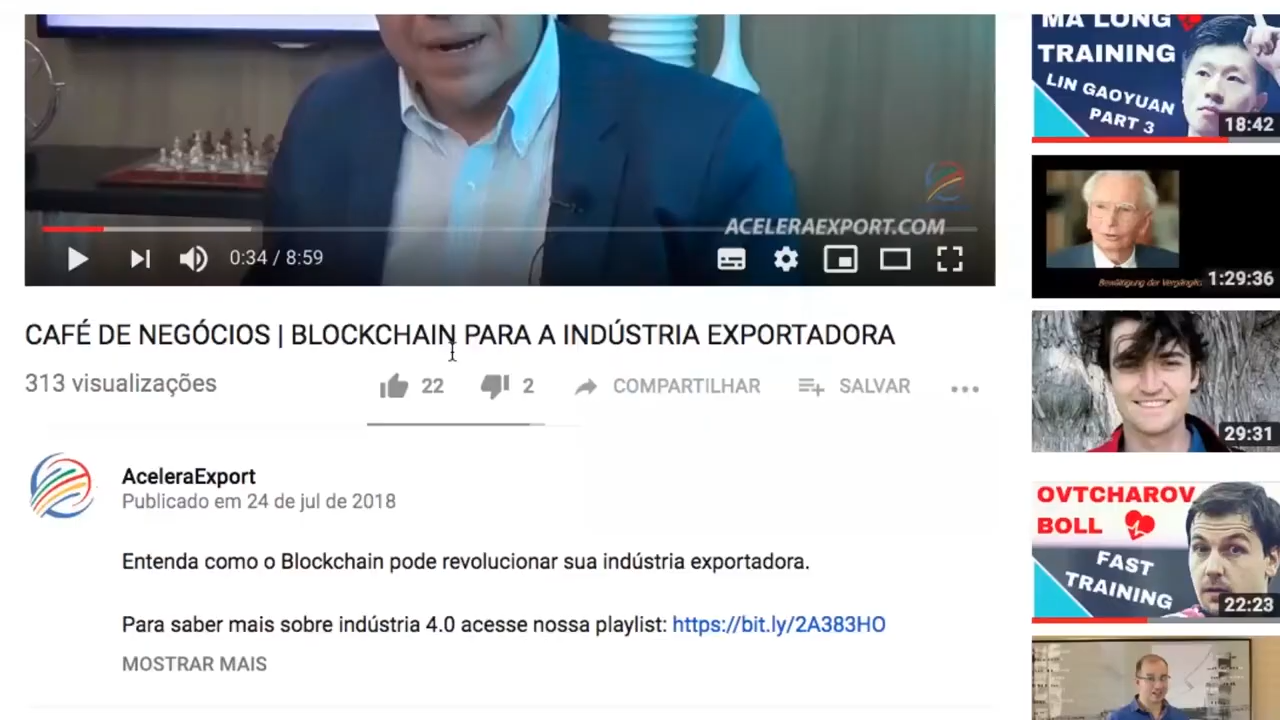 ACELERAEXPORT.COM
0:34 / 8:59
CAFÉ DE NEGÓCIOS | BLOCKCHAIN PARA A INDÚSTRIA EXPORTADORA
313 visualizações
22
2
COMPARTILHAR
SALVAR
AceleraExport
Publicado em 24 de jul de 2018
Entenda como o Blockchain pode revolucionar sua indústria exportadora.
Para saber mais sobre indústria 4.0 acesse nossa playlist: https://bit.ly/2A383HO
MOSTRAR MAIS
MA LONG
TRAINING
LIN GAOYUAN
PART 3
18:42
Bewältigung der
1:29:36
29:31
OVTCHAROV
BOLL
FAST
TRAINING
22:23